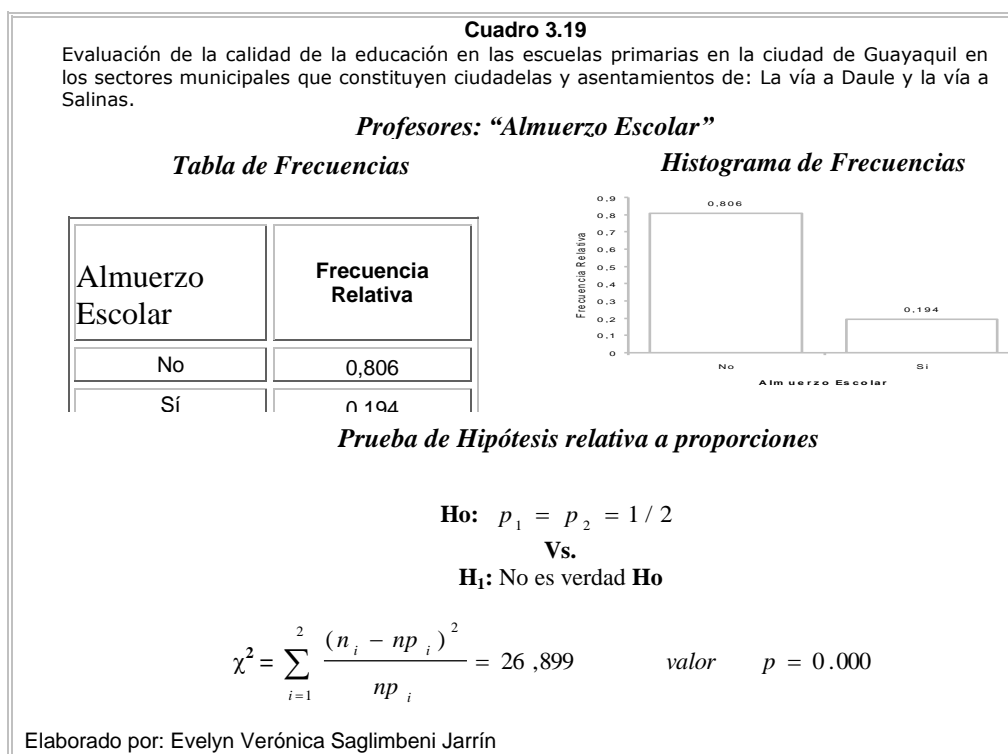 Cuadro 3.19
Evaluación de la calidad de la educación en las escuelas primarias en la ciudad de Guayaquil en
los sectores municipales que constituyen ciudadelas y asentamientos de: La vía a Daule y la vía a
Salinas.
Profesores: “Almuerzo Escolar”
Tabla de Frecuencias
Almuerzo
Escolar
Frecuencia
Relativa
No 0,806
Sí 0,194
Histograma de Frecuencias
Frecuencia Relativa
0,9
0,8
0,7
0,6
0,5
0,4
0,3
0,2
0,1
0
0,806
0,194
No Si
Almuerzo Escolar
Prueba de Hipótesis relativa a proporciones
Ho: p₁ = p₂ = 1 / 2
Vs.
H₁: No es verdad Ho
χ² = ∑ i=1 2 (n i − np i)² / np i = 26 ,899 valor p = 0.000
Elaborado por: Evelyn Verónica Saglimbeni Jarrín